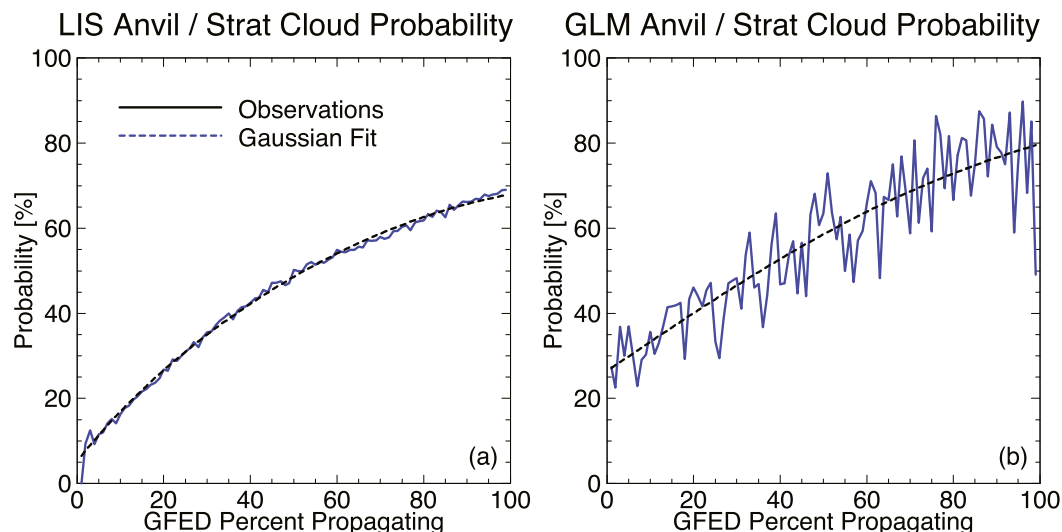 LIS Anvil / Strat Cloud Probability
GLM Anvil / Strat Cloud Probability
100
80
60
40
20
0
Probability [%]
Observations
Gaussian Fit
(a)
0 20 40 60 80 100
GFED Percent Propagating
100
80
60
40
20
0
Probability [%]
(b)
0 20 40 60 80 100
GFED Percent Propagating